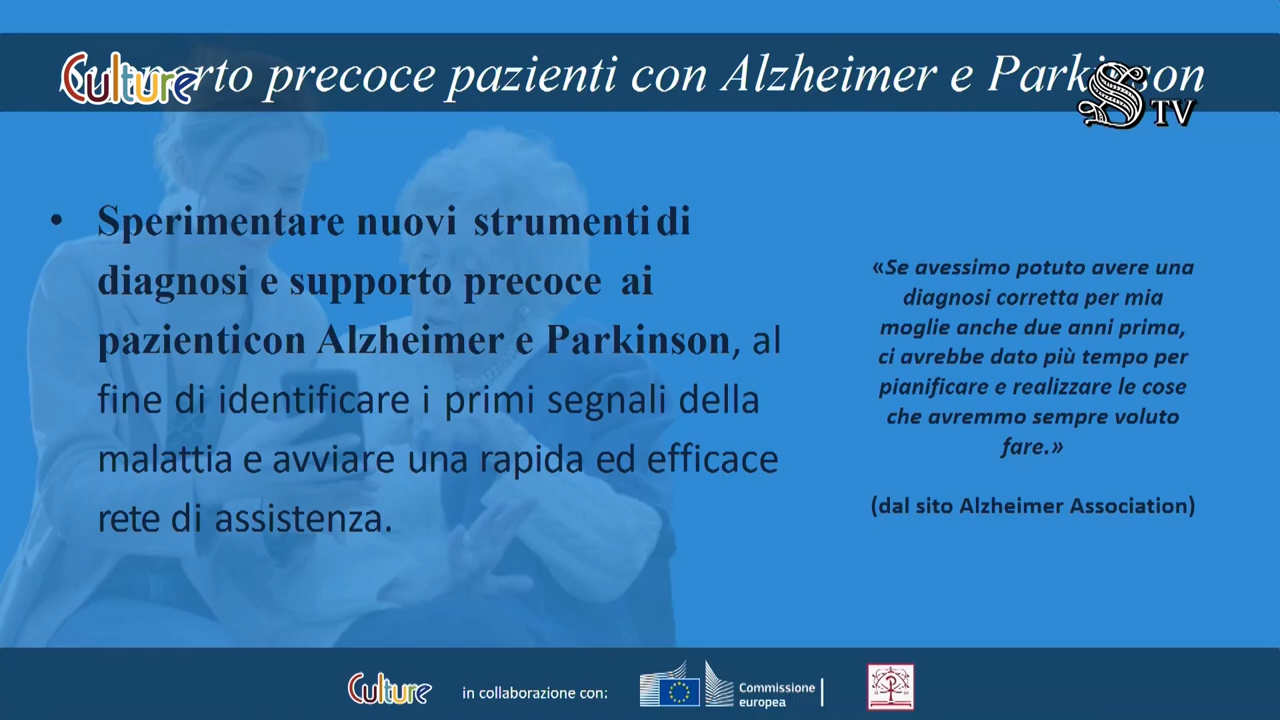 porto precoce pazienti con Alzheimer e Parkinson
Culture
S TV
• Sperimentare nuovi strumenti di
diagnosi e supporto precoce ai
pazienticon Alzheimer e Parkinson, al
fine di identificare i primi segnali della
malattia e avviare una rapida ed efficace
rete di assistenza.
«Se avessimo potuto avere una
diagnosi corretta per mia
moglie anche due anni prima,
ci avrebbe dato più tempo per
pianificare e realizzare le cose
che avremmo sempre voluto
fare.»
(dal sito Alzheimer Association)
Culture
in collaborazione con:
Commissione
europea